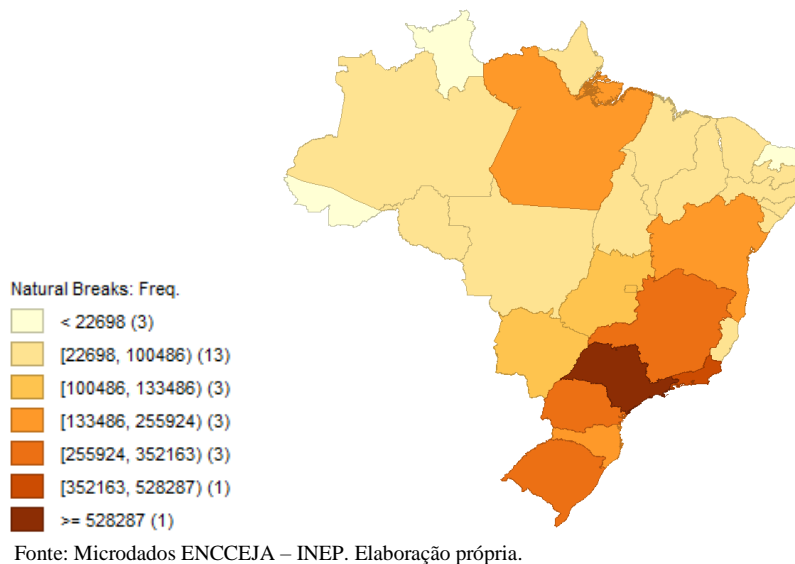 Natural Breaks: Freq.
< 22698 (3)
[22698, 100486) (13)
[100486, 133486) (3)
[133486, 255924) (3)
[255924, 352163) (3)
[352163, 528287) (1)
>= 528287 (1)
Fonte: Microdados ENCCEJA – INEP. Elaboração própria.